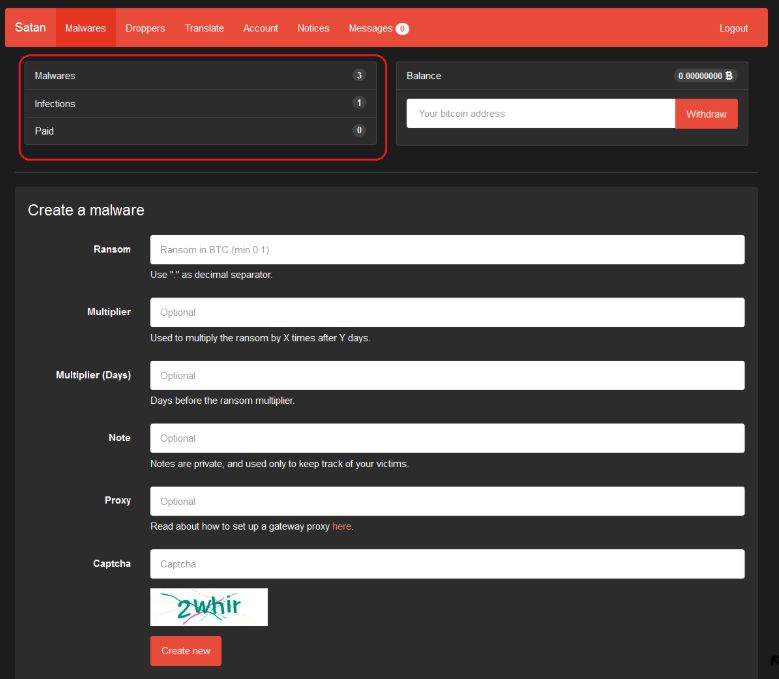 Satan Malwares Droppers Translate Account Notices Messages 0 Logout
Malwares 3
Infections 1
Paid 0
Balance 0.00000000 ₿
Your bitcoin address Withdraw
Create a malware
Ransom Ransom in BTC (min 0.1)
Use "." as decimal separator.
Multiplier Optional
Used to multiply the ransom by X times after Y days.
Multiplier (Days) Optional
Days before the ransom multiplier.
Note Optional
Notes are private, and used only to keep track of your victims.
Proxy Optional
Read about how to set up a gateway proxy here.
Captcha Captcha
2whir
Create new